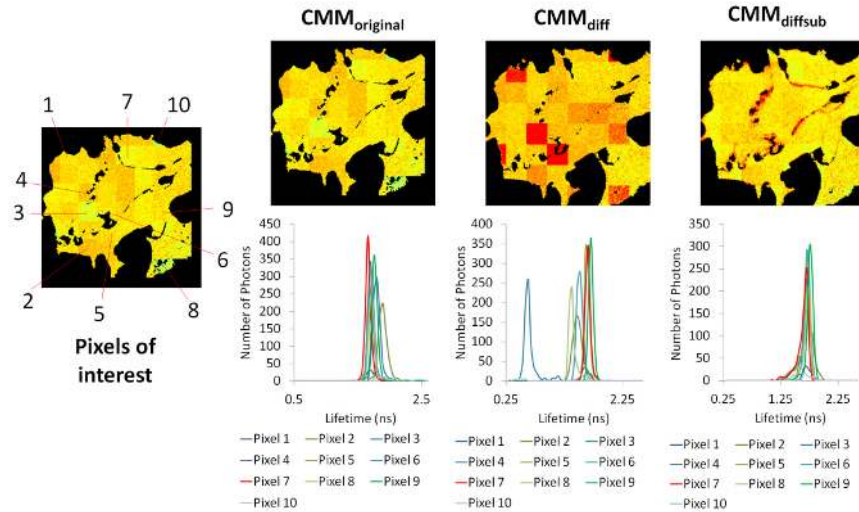 CMMoriginal
CMMdiff
CMMdiffsub
1
7
10
4
3
9
6
2
5
8
Pixels of
interest
Number of Photons
450
400
350
300
250
200
150
100
50
0
0.5
2.5
Lifetime (ns)
Pixel 1 Pixel 2 Pixel 3
Pixel 4 Pixel 5 Pixel 6
Pixel 7 Pixel 8 Pixel 9
Pixel 10
Number of Photons
400
350
300
250
200
150
100
50
0
0.25
2.25
Lifetime (ns)
Pixel 1 Pixel 2 Pixel 3
Pixel 4 Pixel 5 Pixel 6
Pixel 7 Pixel 8 Pixel 9
Pixel 10
Number of Photons
350
300
250
200
150
100
50
0
0.25
1.25
2.25
Lifetime (ns)
Pixel 1 Pixel 2 Pixel 3
Pixel 4 Pixel 5 Pixel 6
Pixel 7 Pixel 8 Pixel 9
Pixel 10